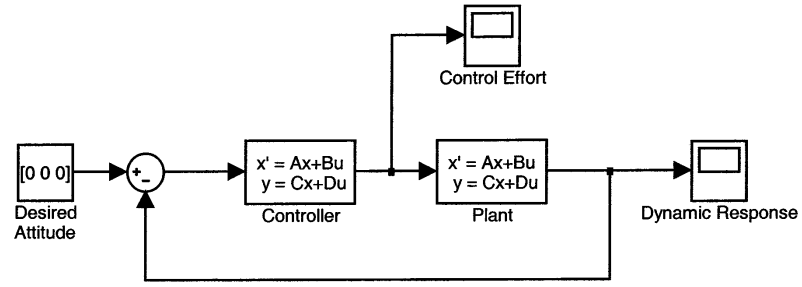 Control Effort
[0 0 0]
+
-
x' = Ax+Bu
y = Cx+Du
x' = Ax+Bu
y = Cx+Du
Desired
Attitude
Controller
Plant
Dynamic Response